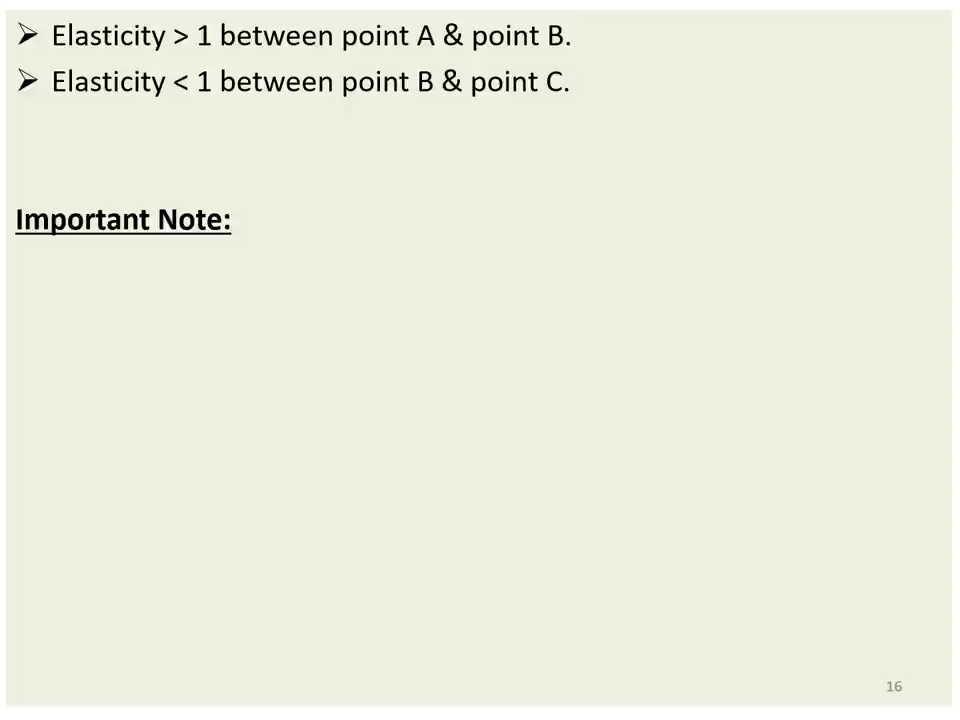 ➢ Elasticity > 1 between point A & point B.
➢ Elasticity < 1 between point B & point C.
Important Note:
16